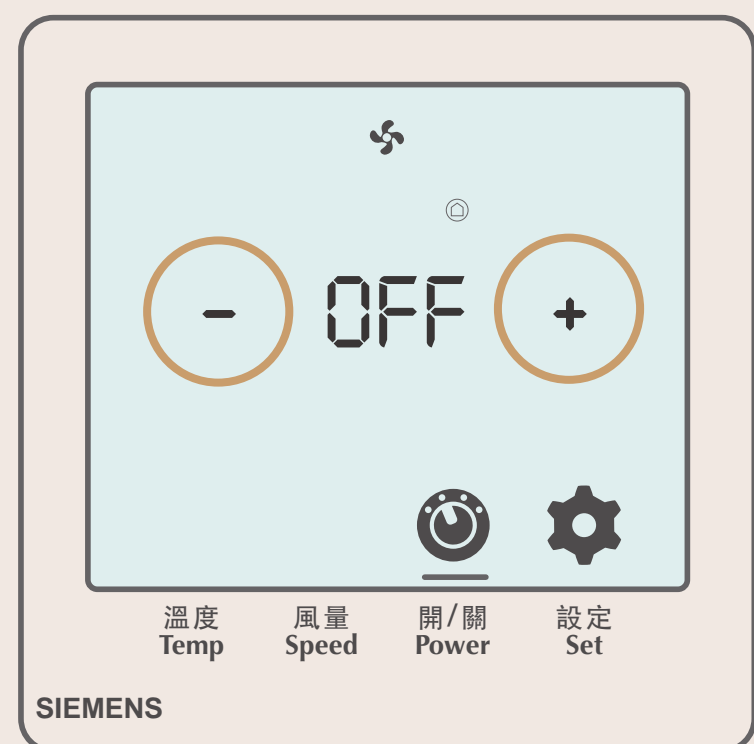 - OFF +
溫度 風量 開/關 設定
Temp Speed Power Set
SIEMENS